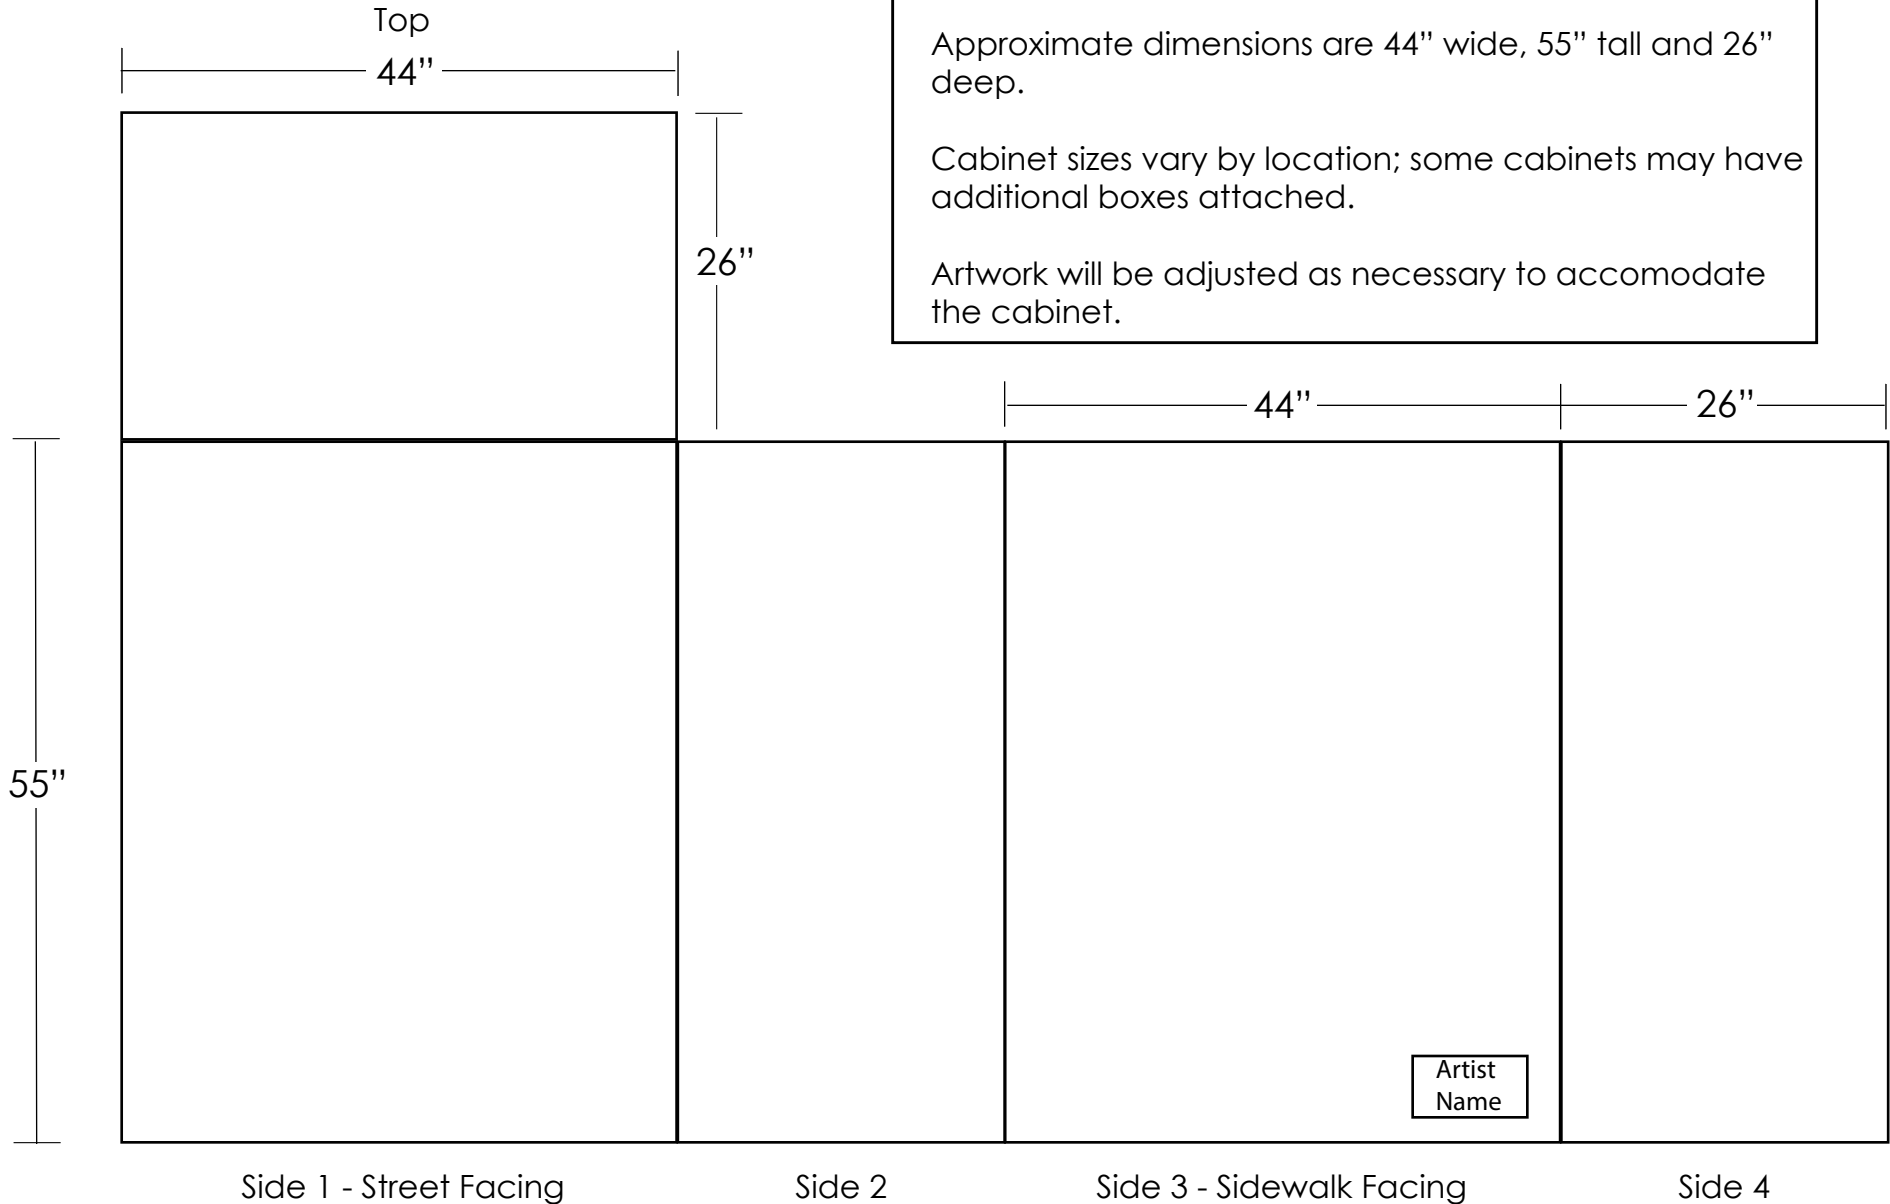 Top
44”
Approximate dimensions are 44” wide, 55” tall and 26”
deep.
Cabinet sizes vary by location; some cabinets may have
additional boxes attached.
Artwork will be adjusted as necessary to accomodate
the cabinet.
26”
44”
26”
55”
Artist
Name
Side 1 - Street Facing
Side 2
Side 3 - Sidewalk Facing
Side 4